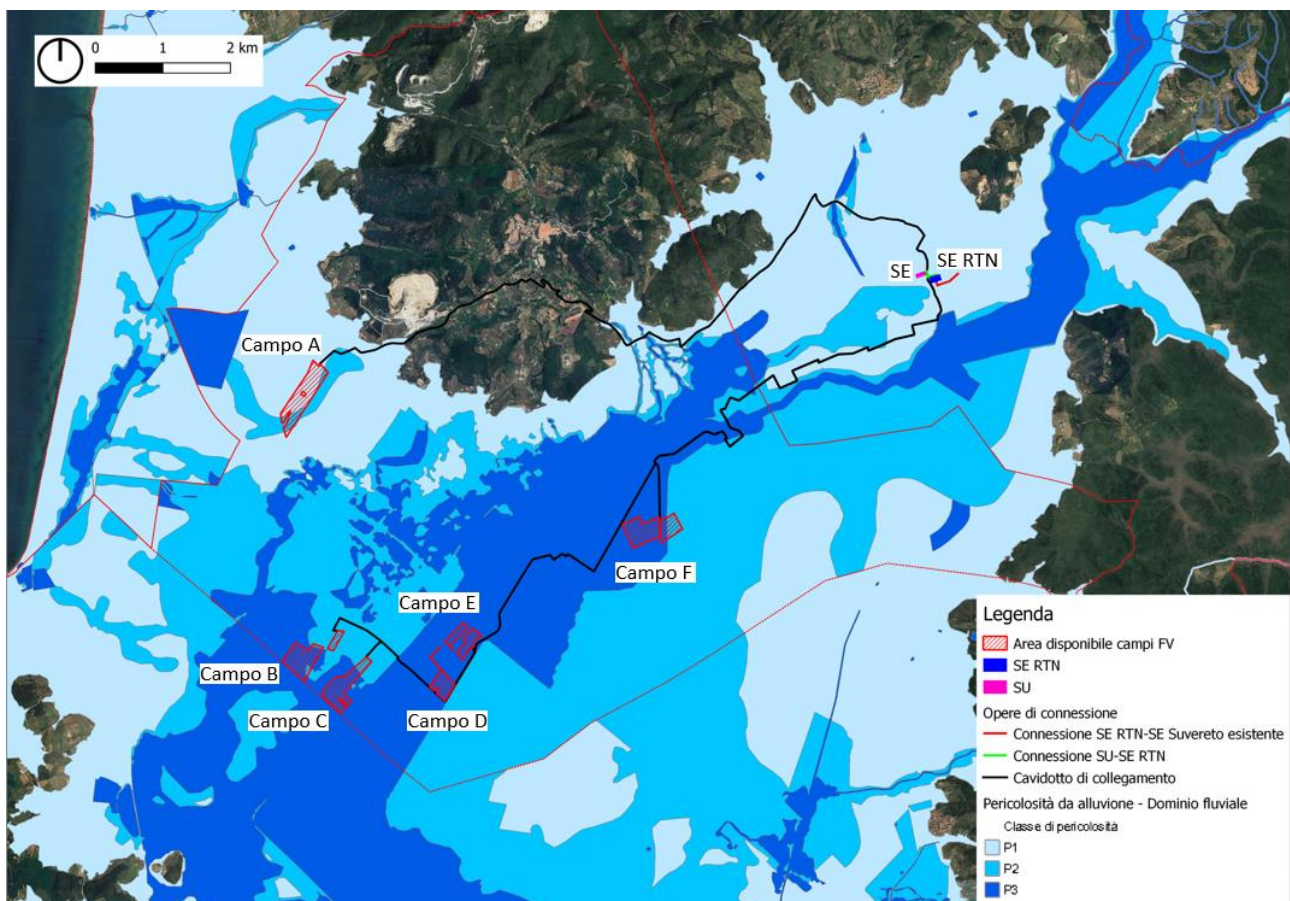 0 1 2 km
SE
SE RTN
Campo A
Campo F
Campo E
Campo B
Campo C
Campo D
Legenda
Area disponibile campi FV
SE RTN
SU
Opere di connessione
Connessione SE RTN-SE Suvereto esistente
Connessione SU-SE RTN
Cavidotto di collegamento
Pericolosità da alluvione - Dominio fluviale
Classe di pericolosità
P1
P2
P3